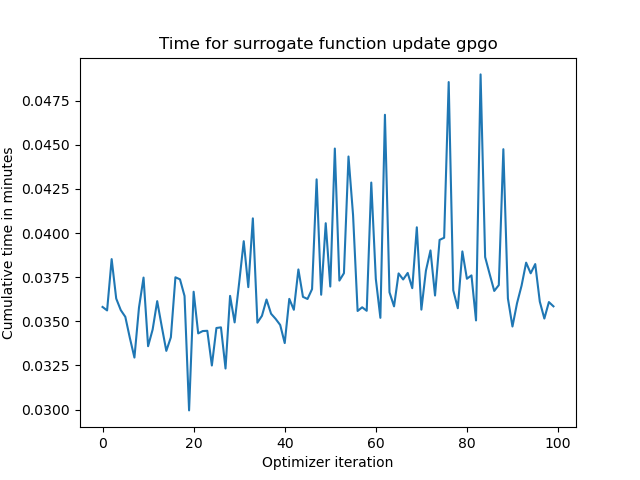 Time for surrogate function update gpgo
Cumulative time in minutes
0.0475
0.0450
0.0425
0.0400
0.0375
0.0350
0.0325
0.0300
0 20 40 60 80 100
Optimizer iteration